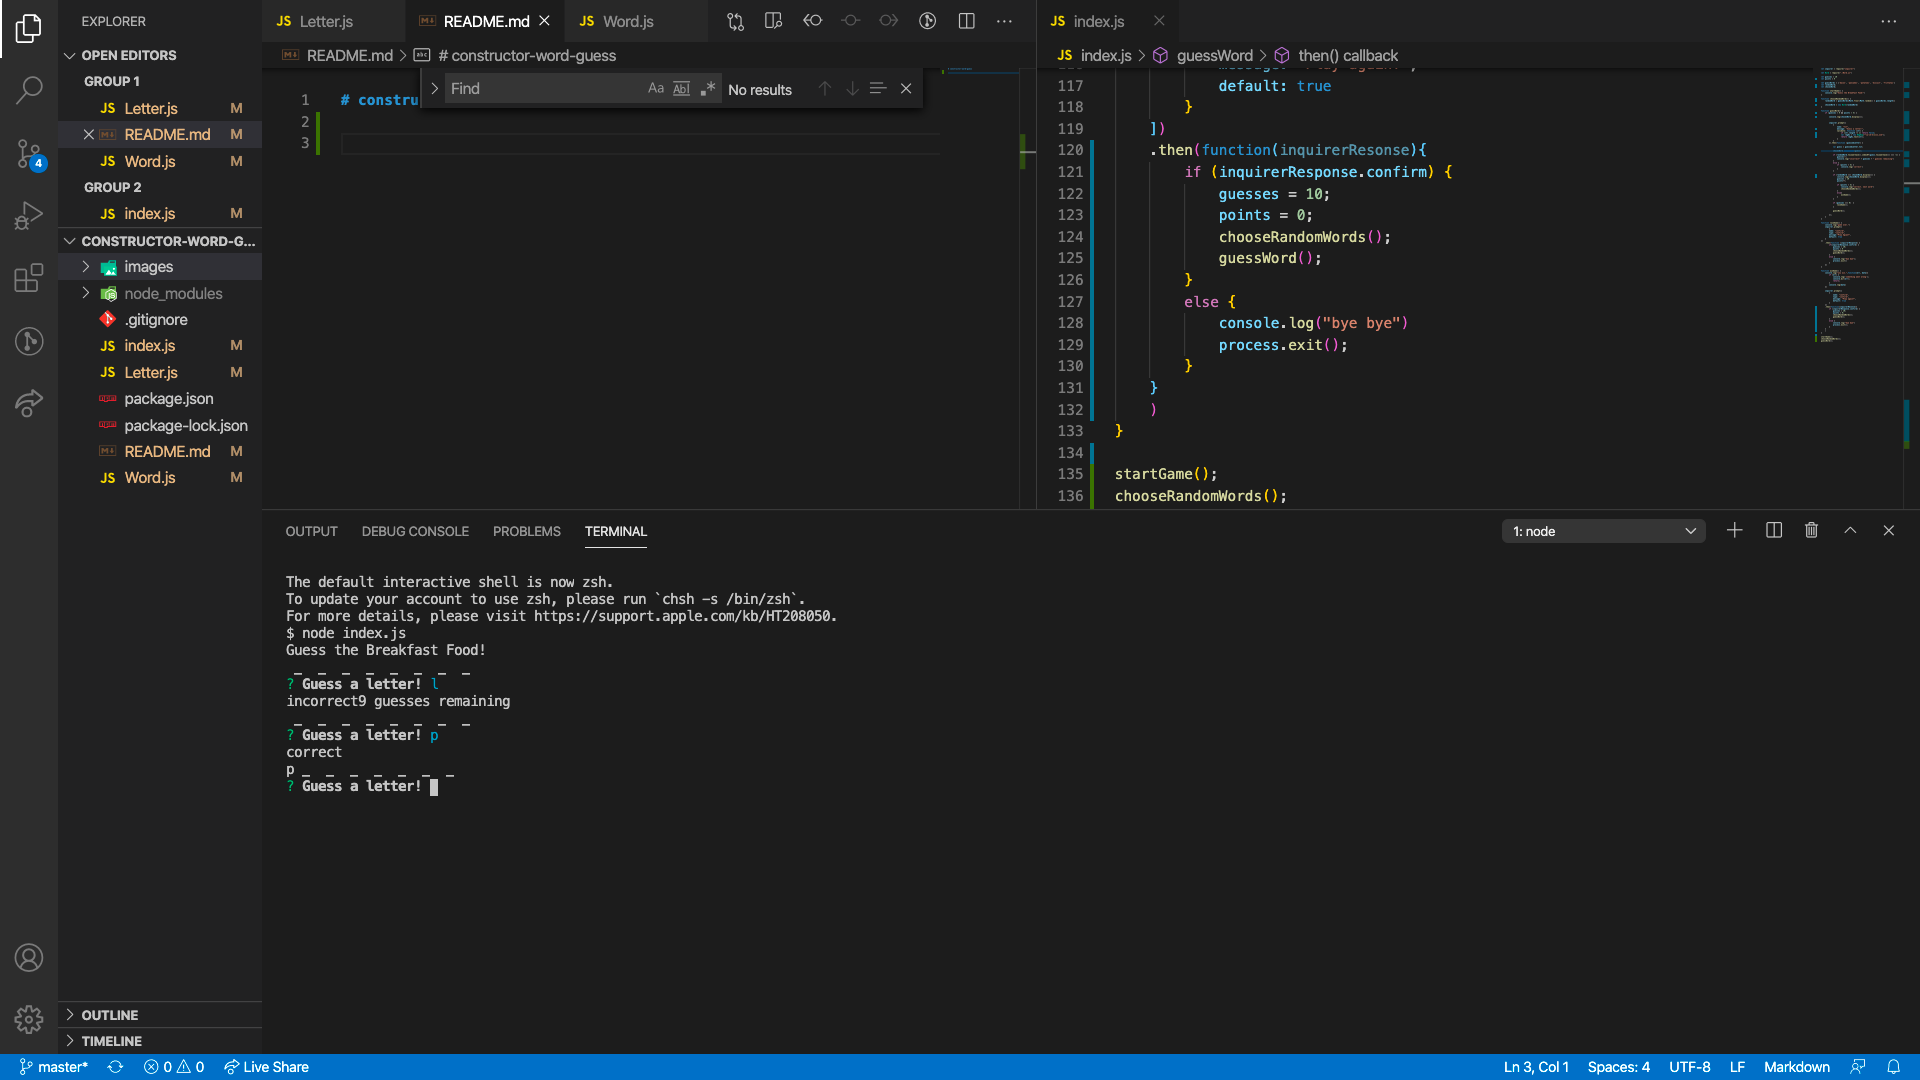 EXPLORER
OPEN EDITORS
GROUP 1
JS Letter.js M
README.md M
JS Word.js M
GROUP 2
JS index.js M
CONSTRUCTOR-WORD-G...
images
node_modules
.gitignore
JS index.js M
JS Letter.js M
package.json
package-lock.json
README.md M
JS Word.js M
OUTLINE
TIMELINE
4
JS Letter.js
README.md
JS Word.js
README.md > # constructor-word-guess
Find
Aa Abl .* No results
1 # constru
2
3
JS index.js
JS index.js > guessWord > then() callback
117 default: true
118 }
119 ])
120 .then(function(inquirerResonse){
121 if (inquirerResponse.confirm) {
122 guesses = 10;
123 points = 0;
124 chooseRandomWords();
125 guessWord();
126 }
127 else {
128 console.log("bye bye")
129 process.exit();
130 }
131 }
132 )
133 }
134
135 startGame();
136 chooseRandomWords();
OUTPUT DEBUG CONSOLE PROBLEMS TERMINAL
1: node
The default interactive shell is now zsh.
To update your account to use zsh, please run `chsh -s /bin/zsh`.
For more details, please visit https://support.apple.com/kb/HT208050.
$ node index.js
Guess the Breakfast Food!
_ _ _ _ _ _ _ _
? Guess a letter! l
incorrect9 guesses remaining
_ _ _ _ _ _ _ _
? Guess a letter! p
correct
p _ _ _ _ _ _ _
? Guess a letter!
master* 0 0 Live Share
Ln 3, Col 1 Spaces: 4 UTF-8 LF Markdown